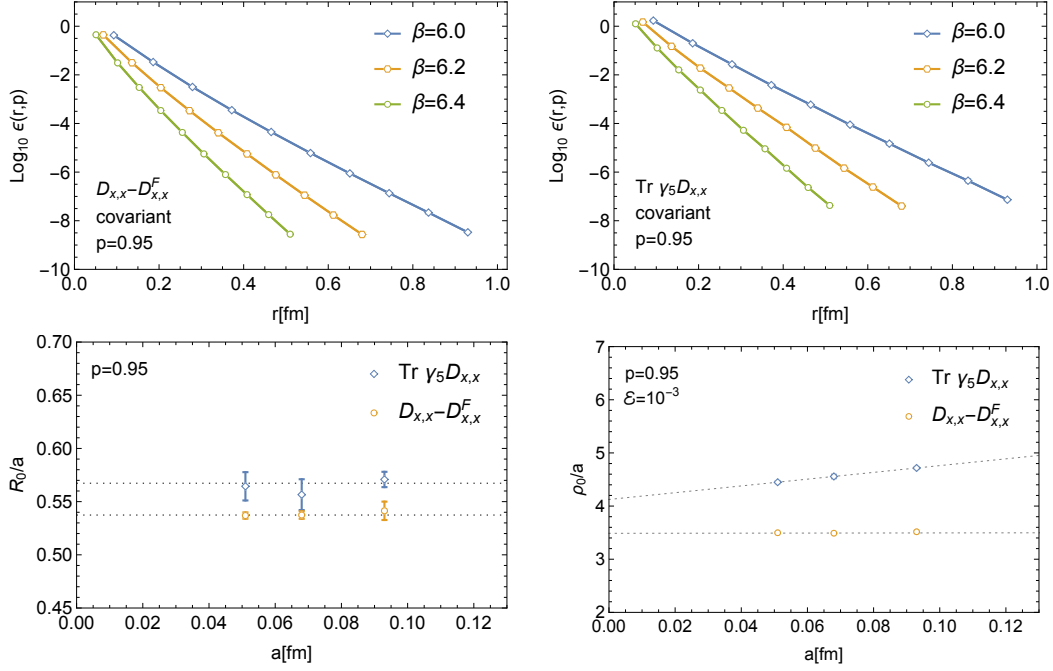 0
−2
−4
−6
−8
−10
Log₁₀ ϵ(r,p)
β=6.0
β=6.2
β=6.4
D_{x,x}−D^F_{x,x}
covariant
p=0.95
0.0 0.2 0.4 0.6 0.8 1.0
r[fm]
0
−2
−4
−6
−8
−10
Log₁₀ ϵ(r,p)
β=6.0
β=6.2
β=6.4
Tr γ₅D_{x,x}
covariant
p=0.95
0.0 0.2 0.4 0.6 0.8 1.0
r[fm]
0.70
0.65
0.60
0.55
0.50
0.45
R₀/a
p=0.95
Tr γ₅D_{x,x}
D_{x,x}−D^F_{x,x}
0.00 0.02 0.04 0.06 0.08 0.10 0.12
a[fm]
7
6
5
4
3
2
ρ₀/a
p=0.95
ℰ=10⁻³
Tr γ₅D_{x,x}
D_{x,x}−D^F_{x,x}
0.00 0.02 0.04 0.06 0.08 0.10 0.12
a[fm]